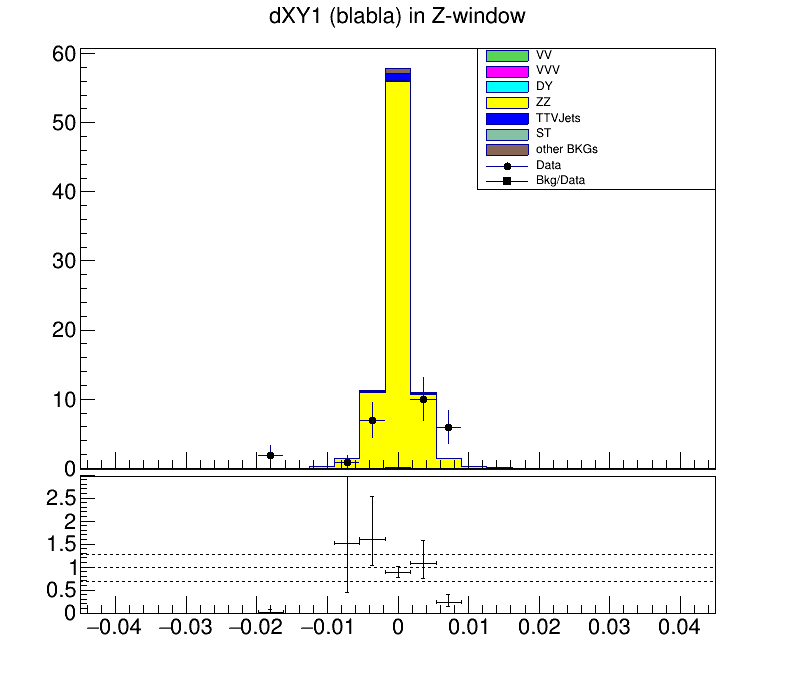 dXY1 (blabla) in Z-window
60
50
40
30
20
10
0
VV
VVV
DY
ZZ
TTVJets
ST
other BKGs
Data
Bkg/Data
2.5
2
1.5
1
0.5
0
−0.04 −0.03 −0.02 −0.01 0 0.01 0.02 0.03 0.04